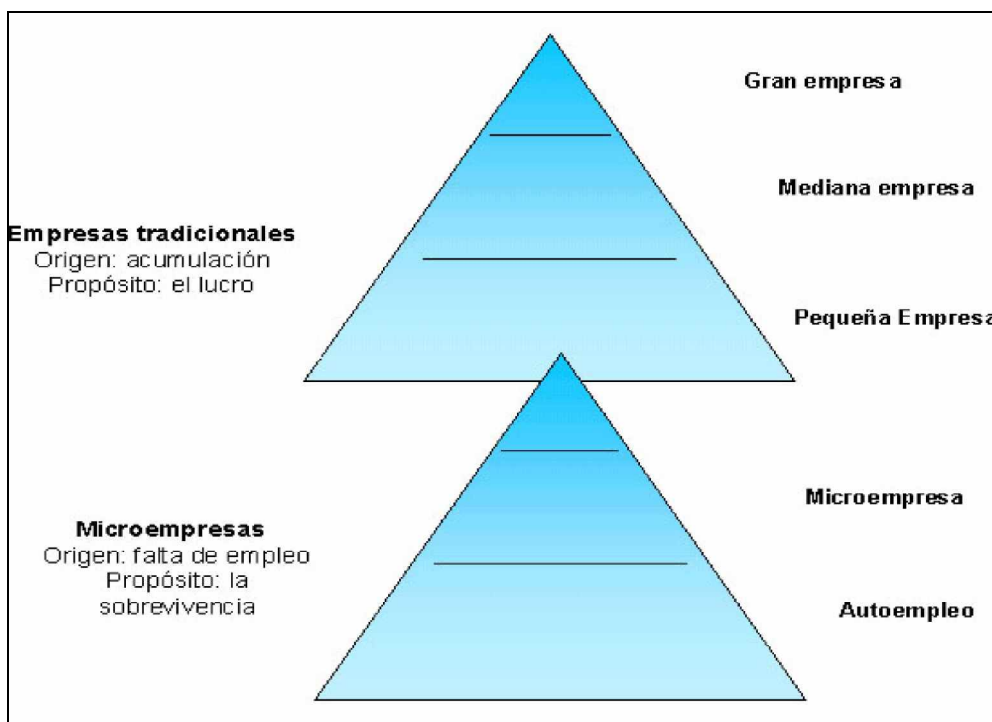 Gran empresa
Mediana empresa
Empresas tradicionales
Origen: acumulación
Propósito: el lucro
Pequeña Empresa
Microempresa
Microempresas
Origen: falta de empleo
Propósito: la
sobrevivencia
Autoempleo